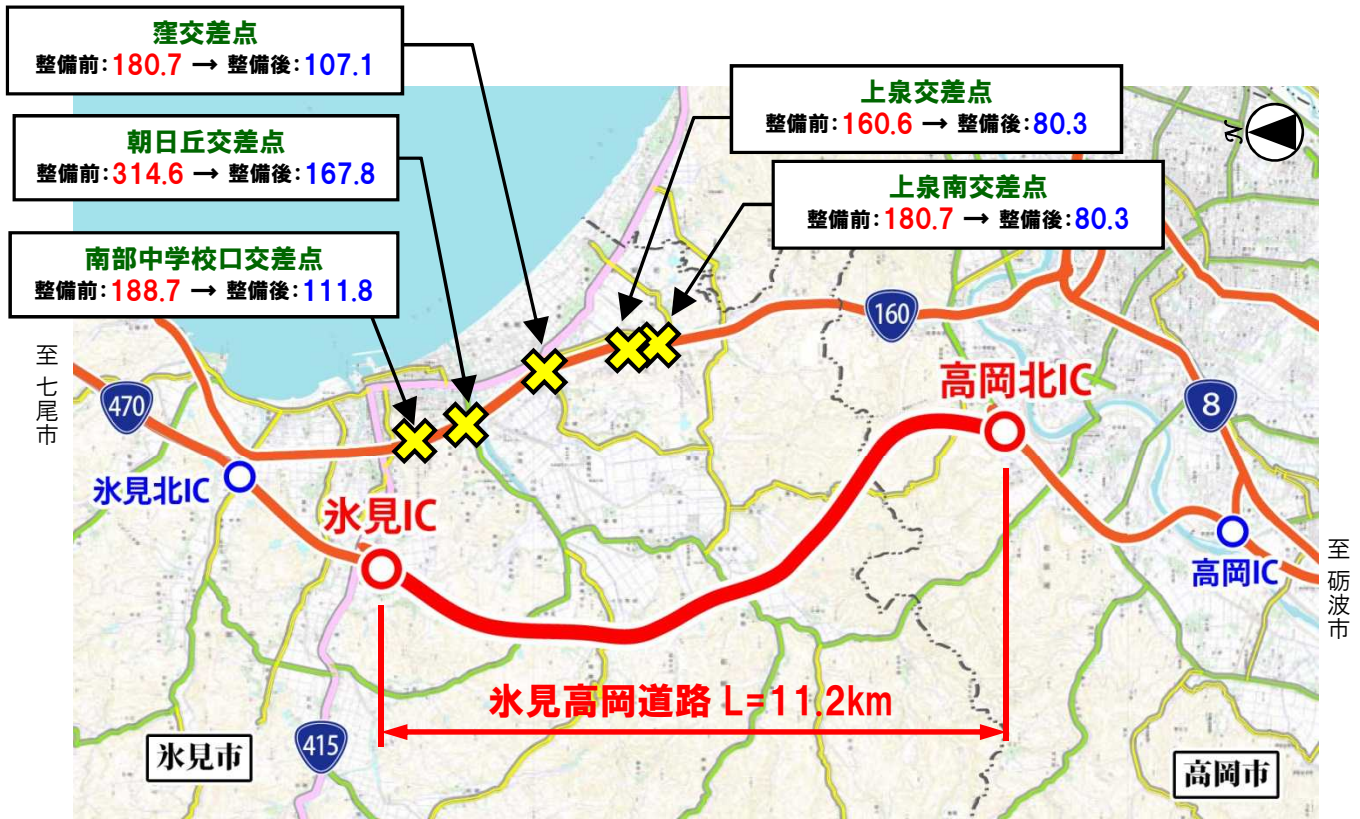 窪交差点
整備前:180.7 → 整備後:107.1
朝日丘交差点
整備前:314.6 → 整備後:167.8
南部中学校口交差点
整備前:188.7 → 整備後:111.8
上泉交差点
整備前:160.6 → 整備後:80.3
上泉南交差点
整備前:180.7 → 整備後:80.3
N
至七尾市
470
160
8
415
氷見北IC
氷見IC
高岡北IC
高岡IC
至砺波市
氷見高岡道路 L=11.2km
氷見市
高岡市